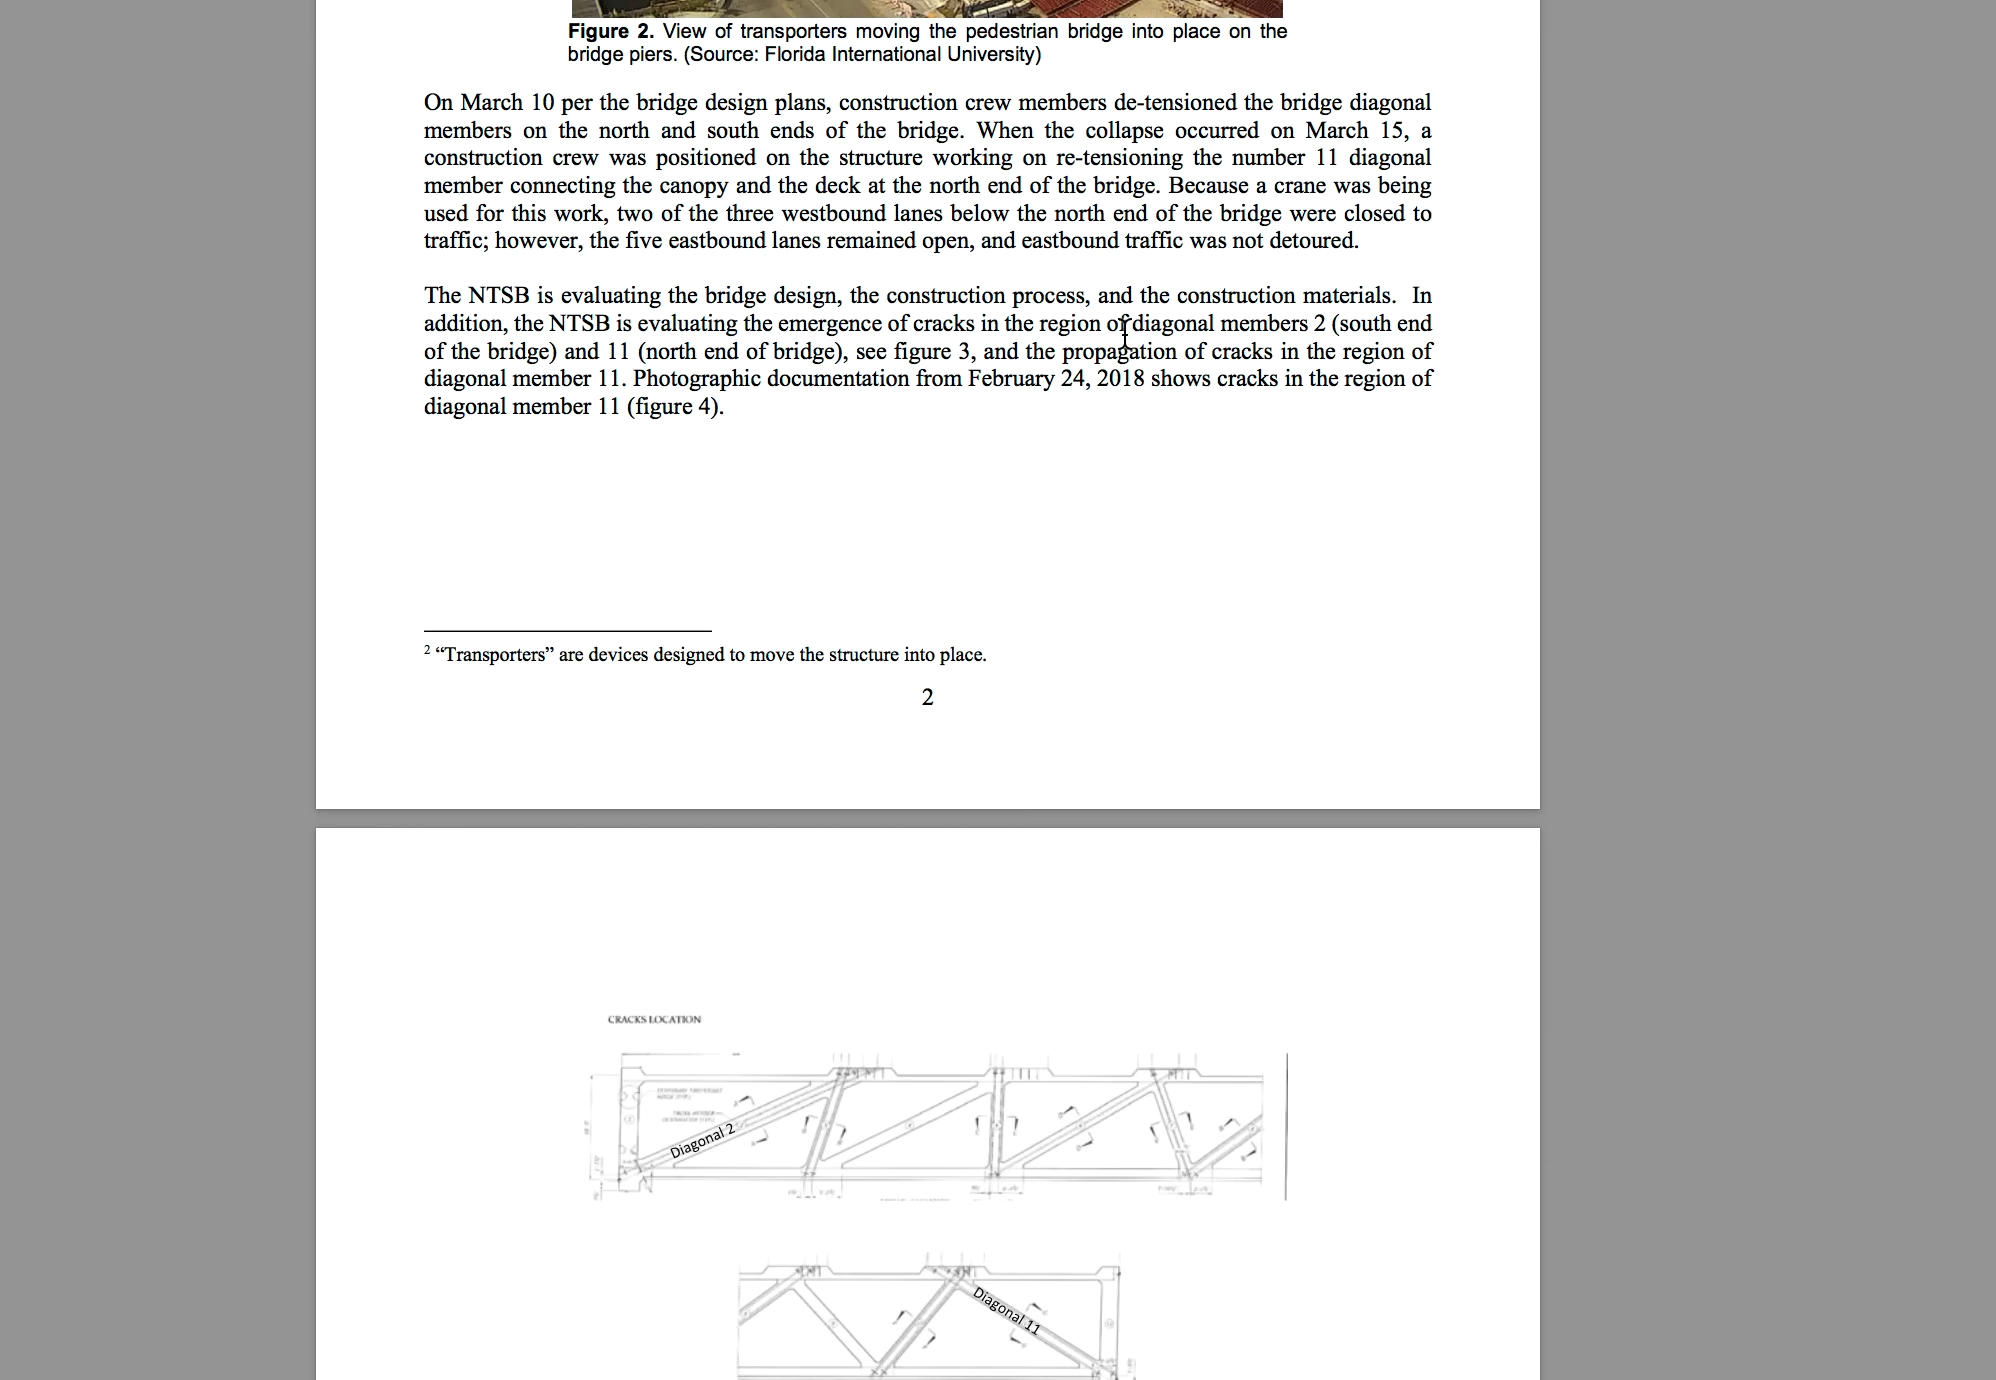 Figure 2. View of transporters moving the pedestrian bridge into place on the
bridge piers. (Source: Florida International University)
On March 10 per the bridge design plans, construction crew members de-tensioned the bridge diagonal
members on the north and south ends of the bridge. When the collapse occurred on March 15, a
construction crew was positioned on the structure working on re-tensioning the number 11 diagonal
member connecting the canopy and the deck at the north end of the bridge. Because a crane was being
used for this work, two of the three westbound lanes below the north end of the bridge were closed to
traffic; however, the five eastbound lanes remained open, and eastbound traffic was not detoured.
The NTSB is evaluating the bridge design, the construction process, and the construction materials.  In
addition, the NTSB is evaluating the emergence of cracks in the region of diagonal members 2 (south end
of the bridge) and 11 (north end of bridge), see figure 3, and the propagation of cracks in the region of
diagonal member 11. Photographic documentation from February 24, 2018 shows cracks in the region of
diagonal member 11 (figure 4).
2 “Transporters” are devices designed to move the structure into place.
2
CRACKS LOCATION
Diagonal 2
Diagonal 11